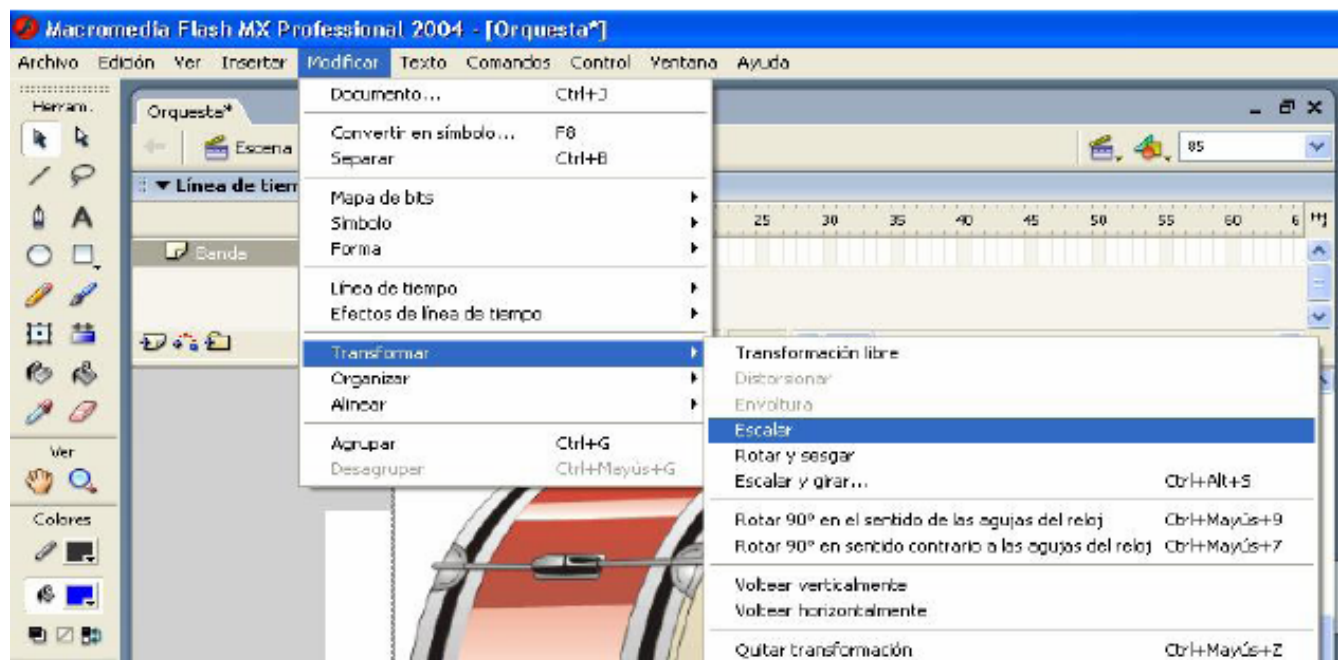 Macromedia Flash MX Professional 2004 - [Orquesta*]
Archivo Edición Ver Insertar Modificar Texto Comandos Control Ventana Ayuda
Herram.
Orquesta*
Escena
85
Línea de tiem
25 30 35 40 45 50 55 60 6
Banda
Documento... Ctrl+J
Convertir en símbolo... F8
Separar Ctrl+B
Mapa de bits
Símbolo
Forma
Línea de tiempo
Efectos de línea de tiempo
Transformar
Organizar
Alinear
Agrupar Ctrl+G
Desagrupar Ctrl+Mayús+G
Transformación libre
Distorsionar
Envoltura
Escalar
Rotar y sesgar
Escalar y girar... Ctrl+Alt+S
Rotar 90º en el sentido de las agujas del reloj Ctrl+Mayús+9
Rotar 90º en sentido contrario a las agujas del reloj Ctrl+Mayús+7
Voltear verticalmente
Voltear horizontalmente
Quitar transformación Ctrl+Mayús+Z
Ver
Colores